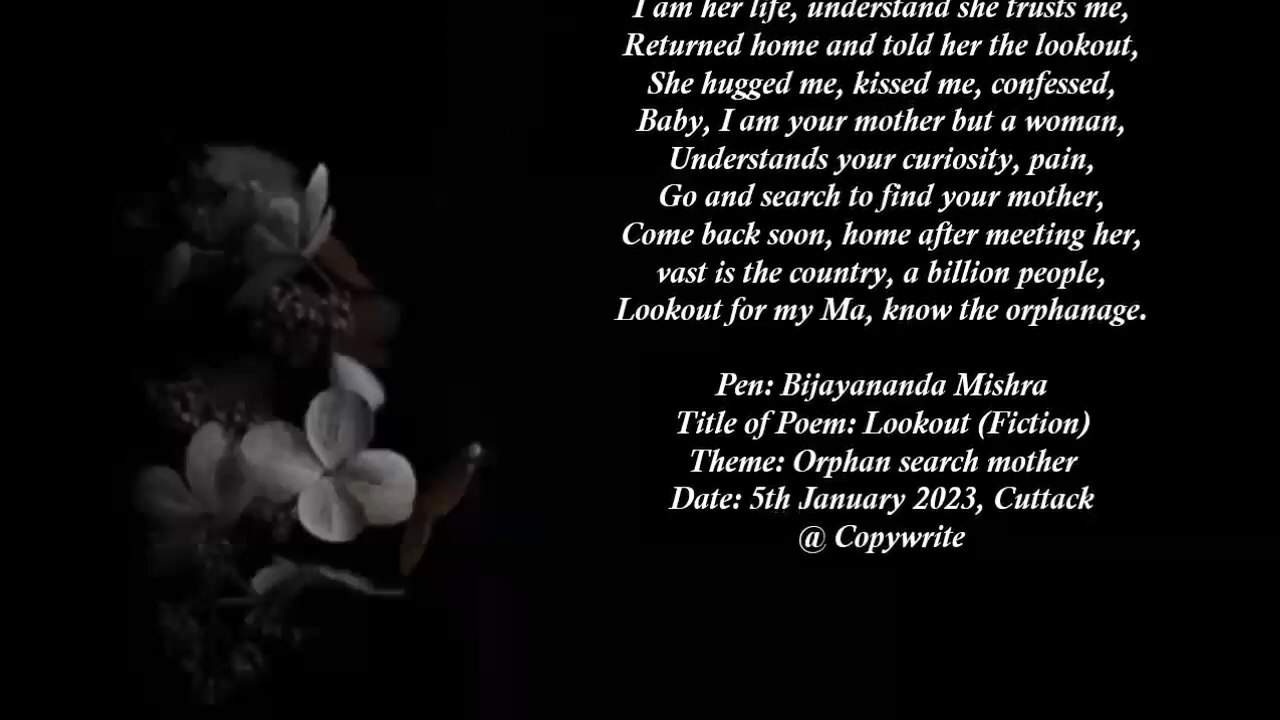 I am her life, understand she trusts me,
Returned home and told her the lookout,
She hugged me, kissed me, confessed,
Baby, I am your mother but a woman,
Understands your curiosity, pain,
Go and search to find your mother,
Come back soon, home after meeting her,
vast is the country, a billion people,
Lookout for my Ma, know the orphanage.
Pen: Bijayananda Mishra
Title of Poem: Lookout (Fiction)
Theme: Orphan search mother
Date: 5th January 2023, Cuttack
@ Copywrite